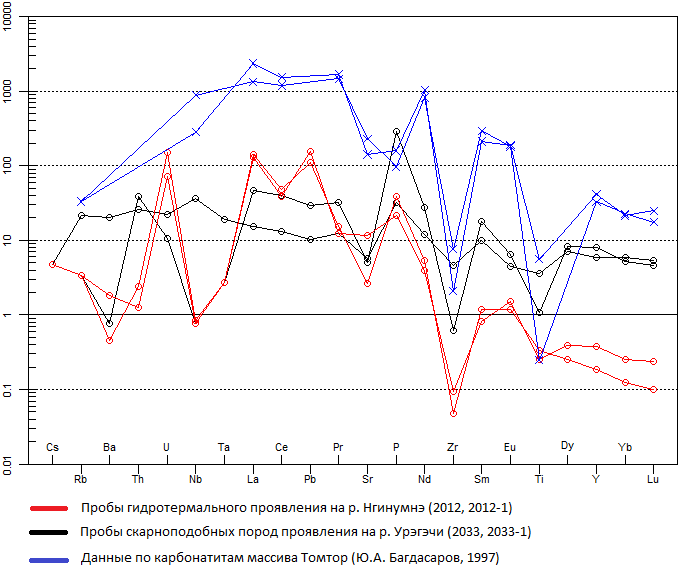 10000
1000
100
10
1
0.1
0.01
Cs Ba Th U Ta Ce Pb Pr P Zr Eu Dy Yb
Rb Th Nb La Pb Sr Nd Sm Ti Y Lu
Пробы гидротермального проявления на р. Нгинумнэ (2012, 2012-1)
Пробы скарноподобных пород проявления на р. Урэгэчи (2033, 2033-1)
Данные по карбонатитам массива Томтор (Ю.А. Багдасаров, 1997)